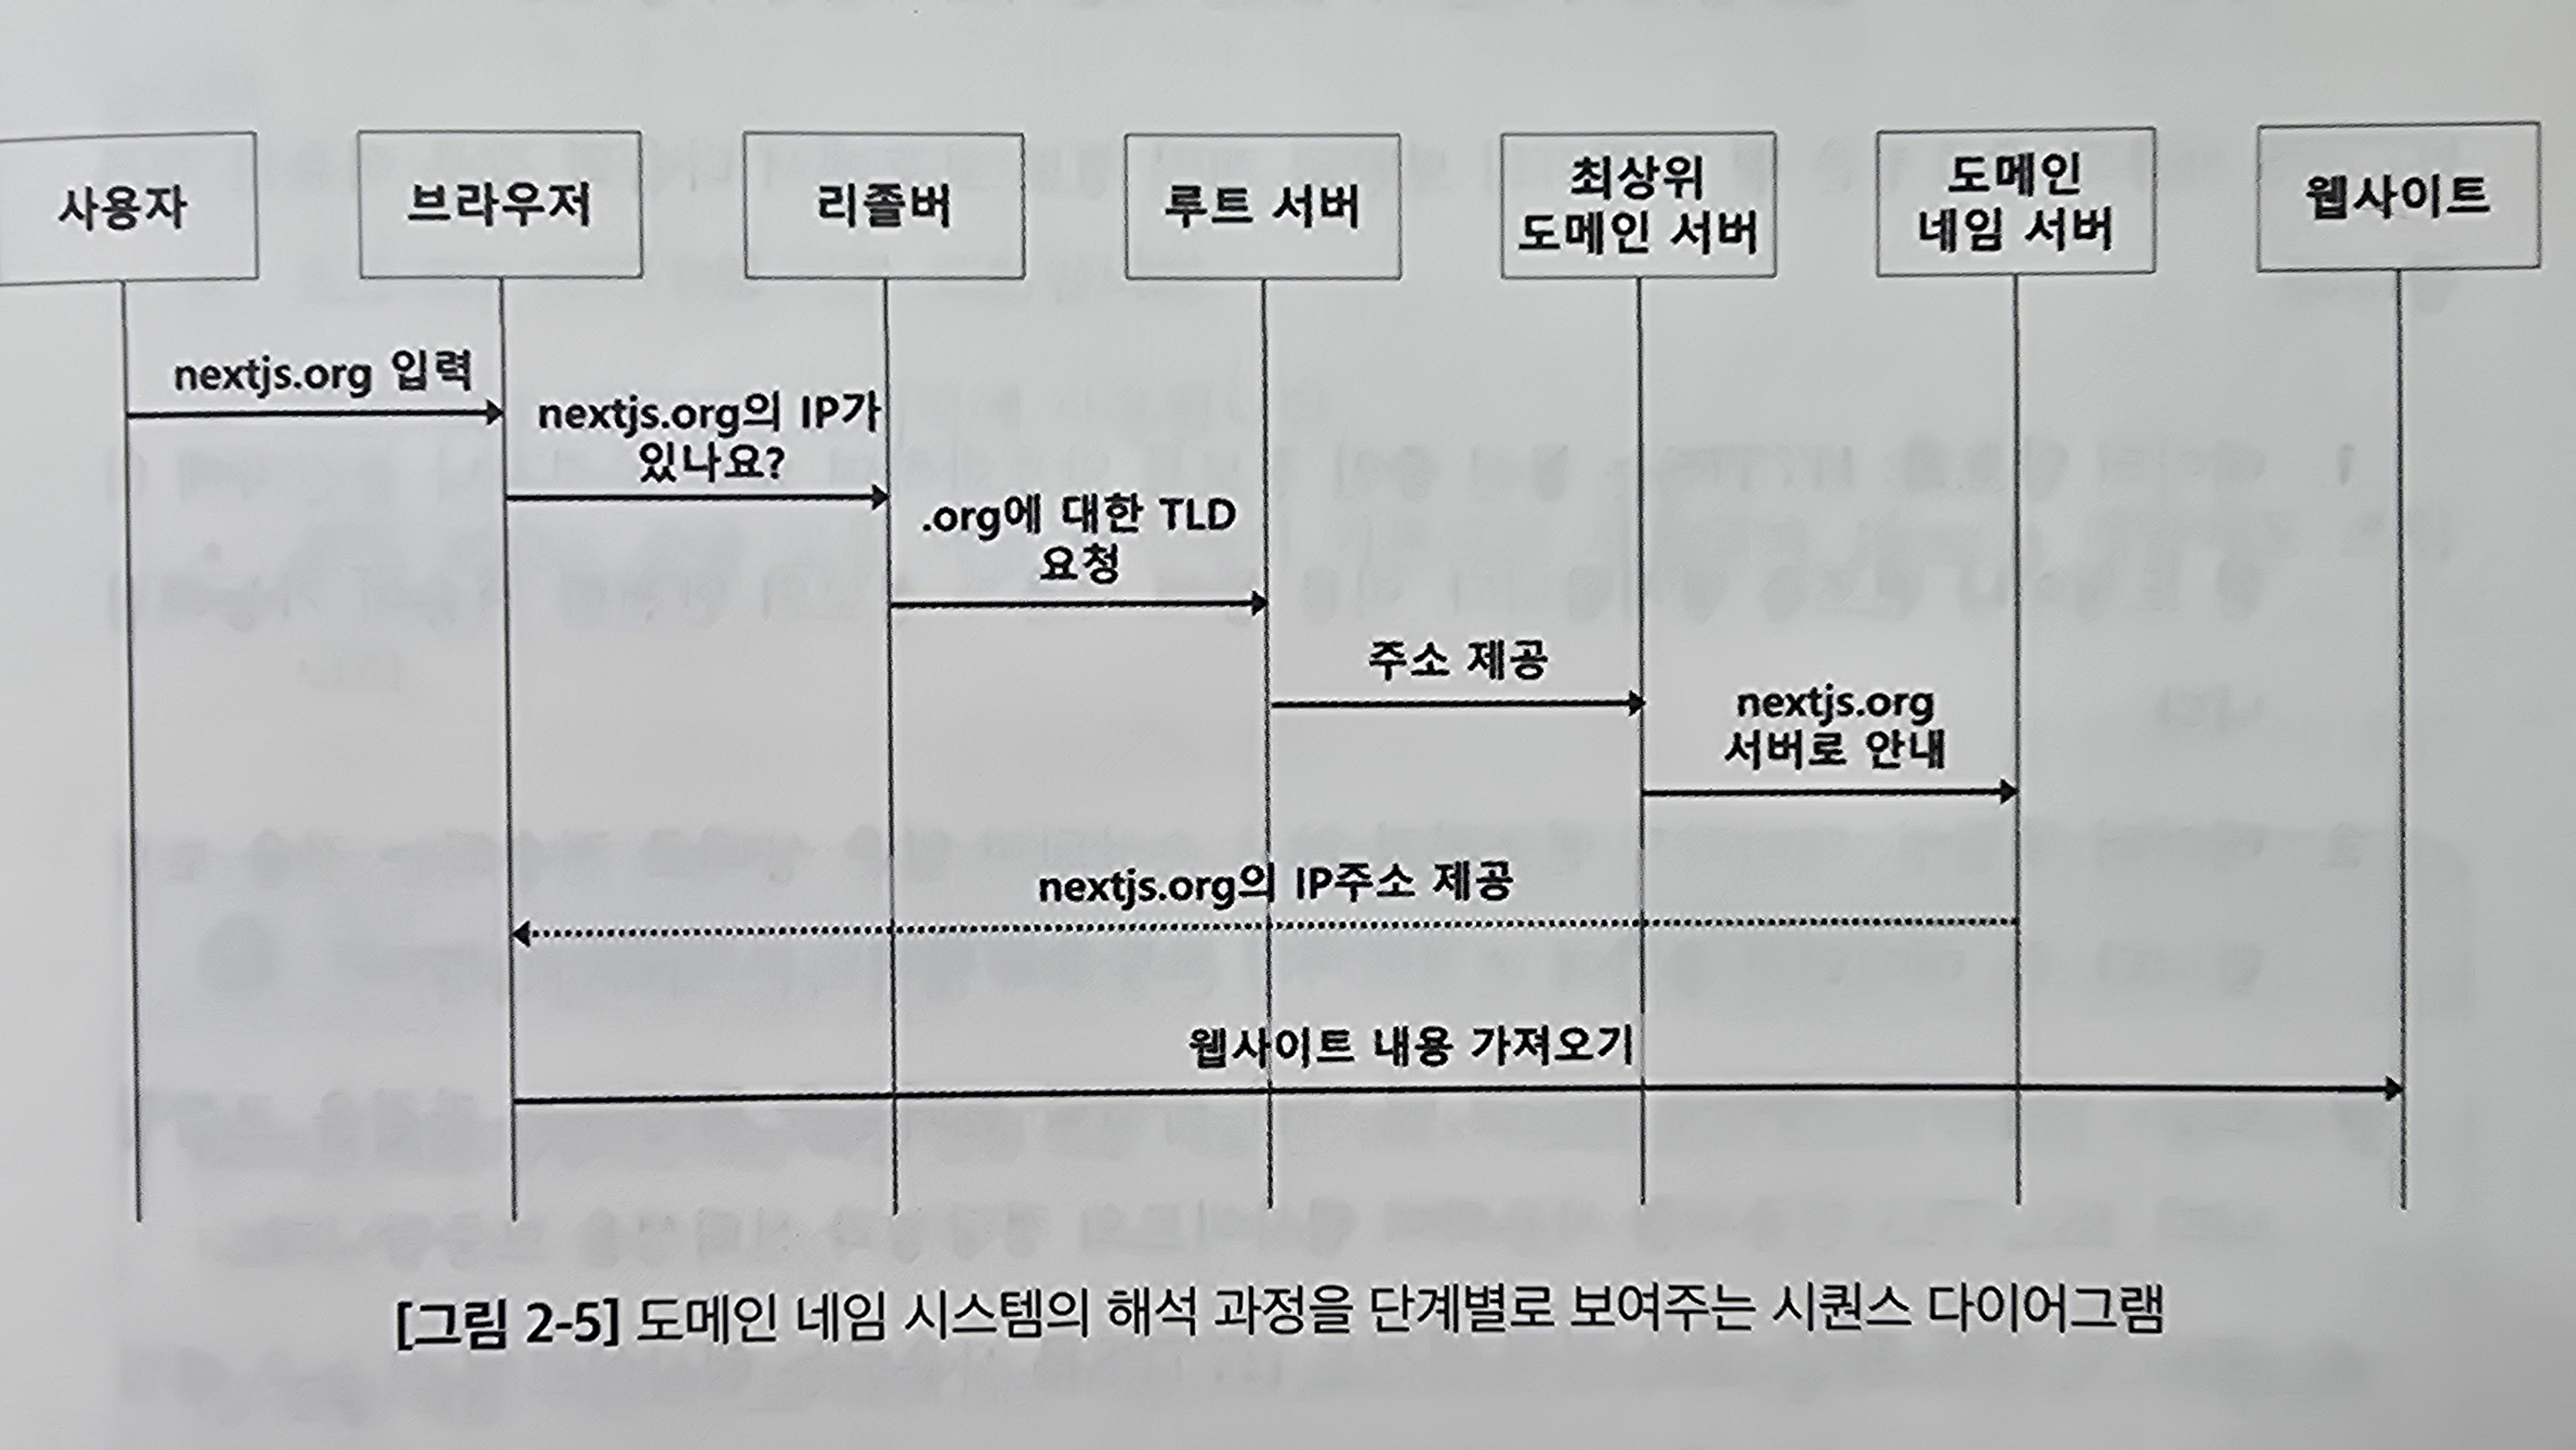 사용자
브라우저
리졸버
루트 서버
최상위
도메인 서버
도메인
네임 서버
웹사이트
nextjs.org 입력
nextjs.org의 IP가
있나요?
.org에 대한 TLD
요청
주소 제공
nextjs.org
서버로 안내
nextjs.org의 IP주소 제공
웹사이트 내용 가져오기
[그림 2-5] 도메인 네임 시스템의 해석 과정을 단계별로 보여주는 시퀀스 다이어그램